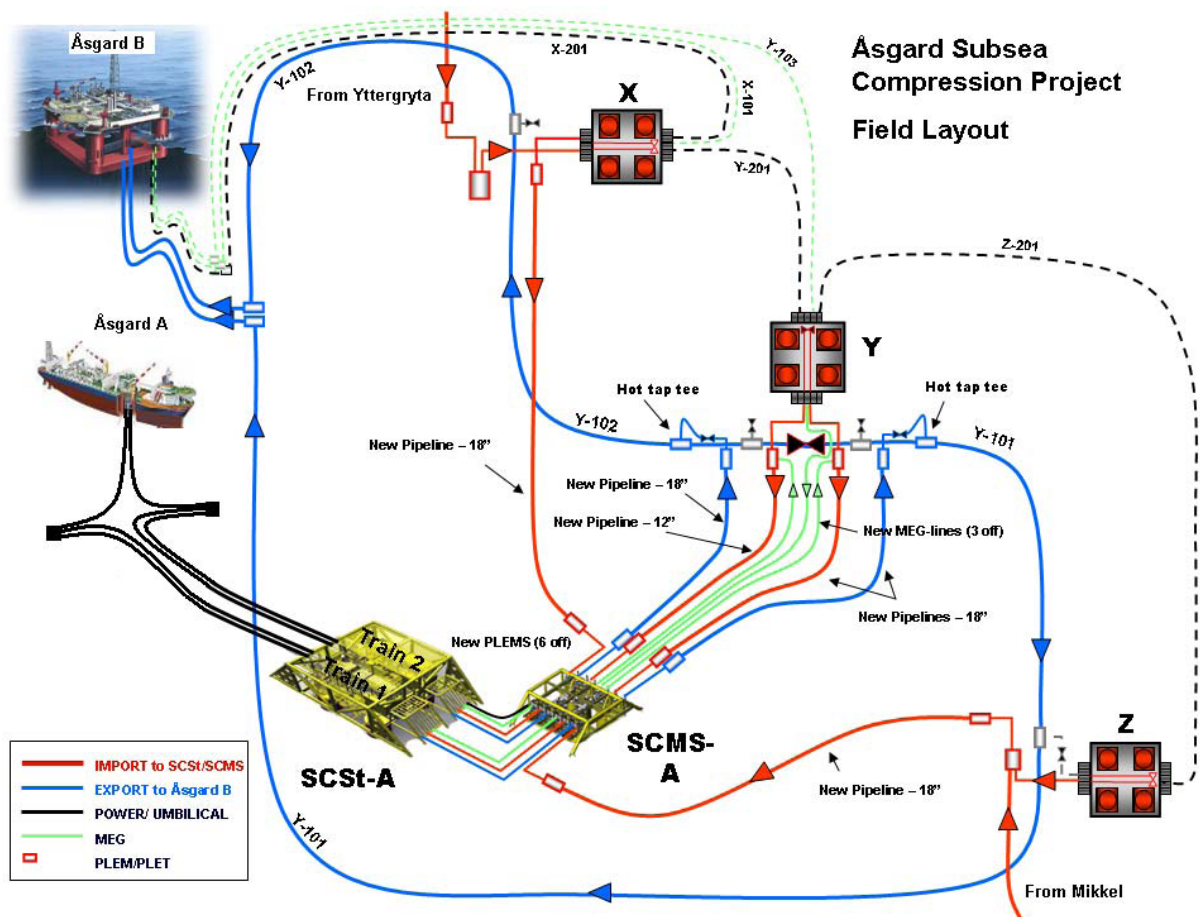 Åsgard B
Åsgard Subsea
Compression Project
Field Layout
X-201
Y-102
Y-103
X-101
From Yttergryta
X
Y-201
Z-201
Åsgard A
Y
Hot tap tee
Hot tap tee
Y-102
Y-101
New Pipeline – 18”
New Pipeline – 18”
New Pipeline – 12”
New MEG-lines (3 off)
New Pipelines – 18”
New PLEMS (6 off)
Train 2
Train 1
SCMS-
A
SCSt-A
Z
New Pipeline – 18”
Y-101
From Mikkel
IMPORT to SCSt/SCMS
EXPORT to Åsgard B
POWER/ UMBILICAL
MEG
PLEM/PLET